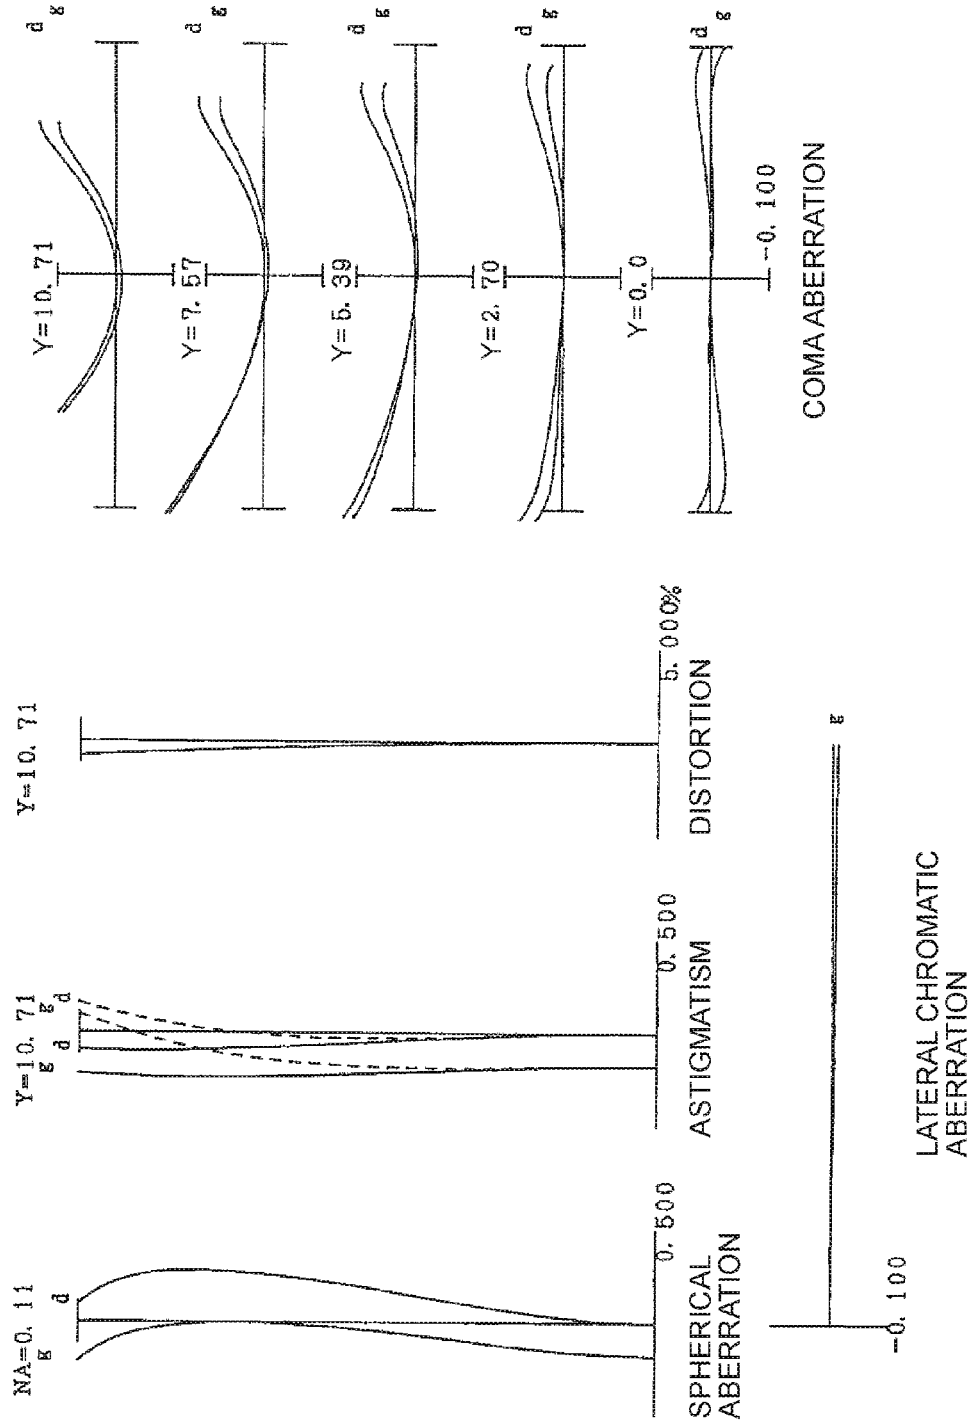 NA=0. 11
g
d
0. 500
SPHERICAL
ABERRATION
Y=10. 71
g
d
g
d
0. 500
ASTIGMATISM
Y=10. 71
5. 000%
DISTORTION
Y=10. 71
d
g
Y=7. 57
d
g
Y=5. 39
d
g
Y=2. 70
d
g
Y=0. 0
d
g
-0. 100
COMA ABERRATION
g
-0. 100
LATERAL CHROMATIC
ABERRATION